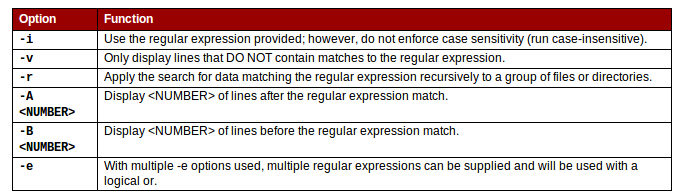 Option Function
-i Use the regular expression provided; however, do not enforce case sensitivity (run case-insensitive).
-v Only display lines that DO NOT contain matches to the regular expression.
-r Apply the search for data matching the regular expression recursively to a group of files or directories.
-A Display <NUMBER> of lines after the regular expression match.
<NUMBER>
-B Display <NUMBER> of lines before the regular expression match.
<NUMBER>
-e With multiple -e options used, multiple regular expressions can be supplied and will be used with a
logical or.